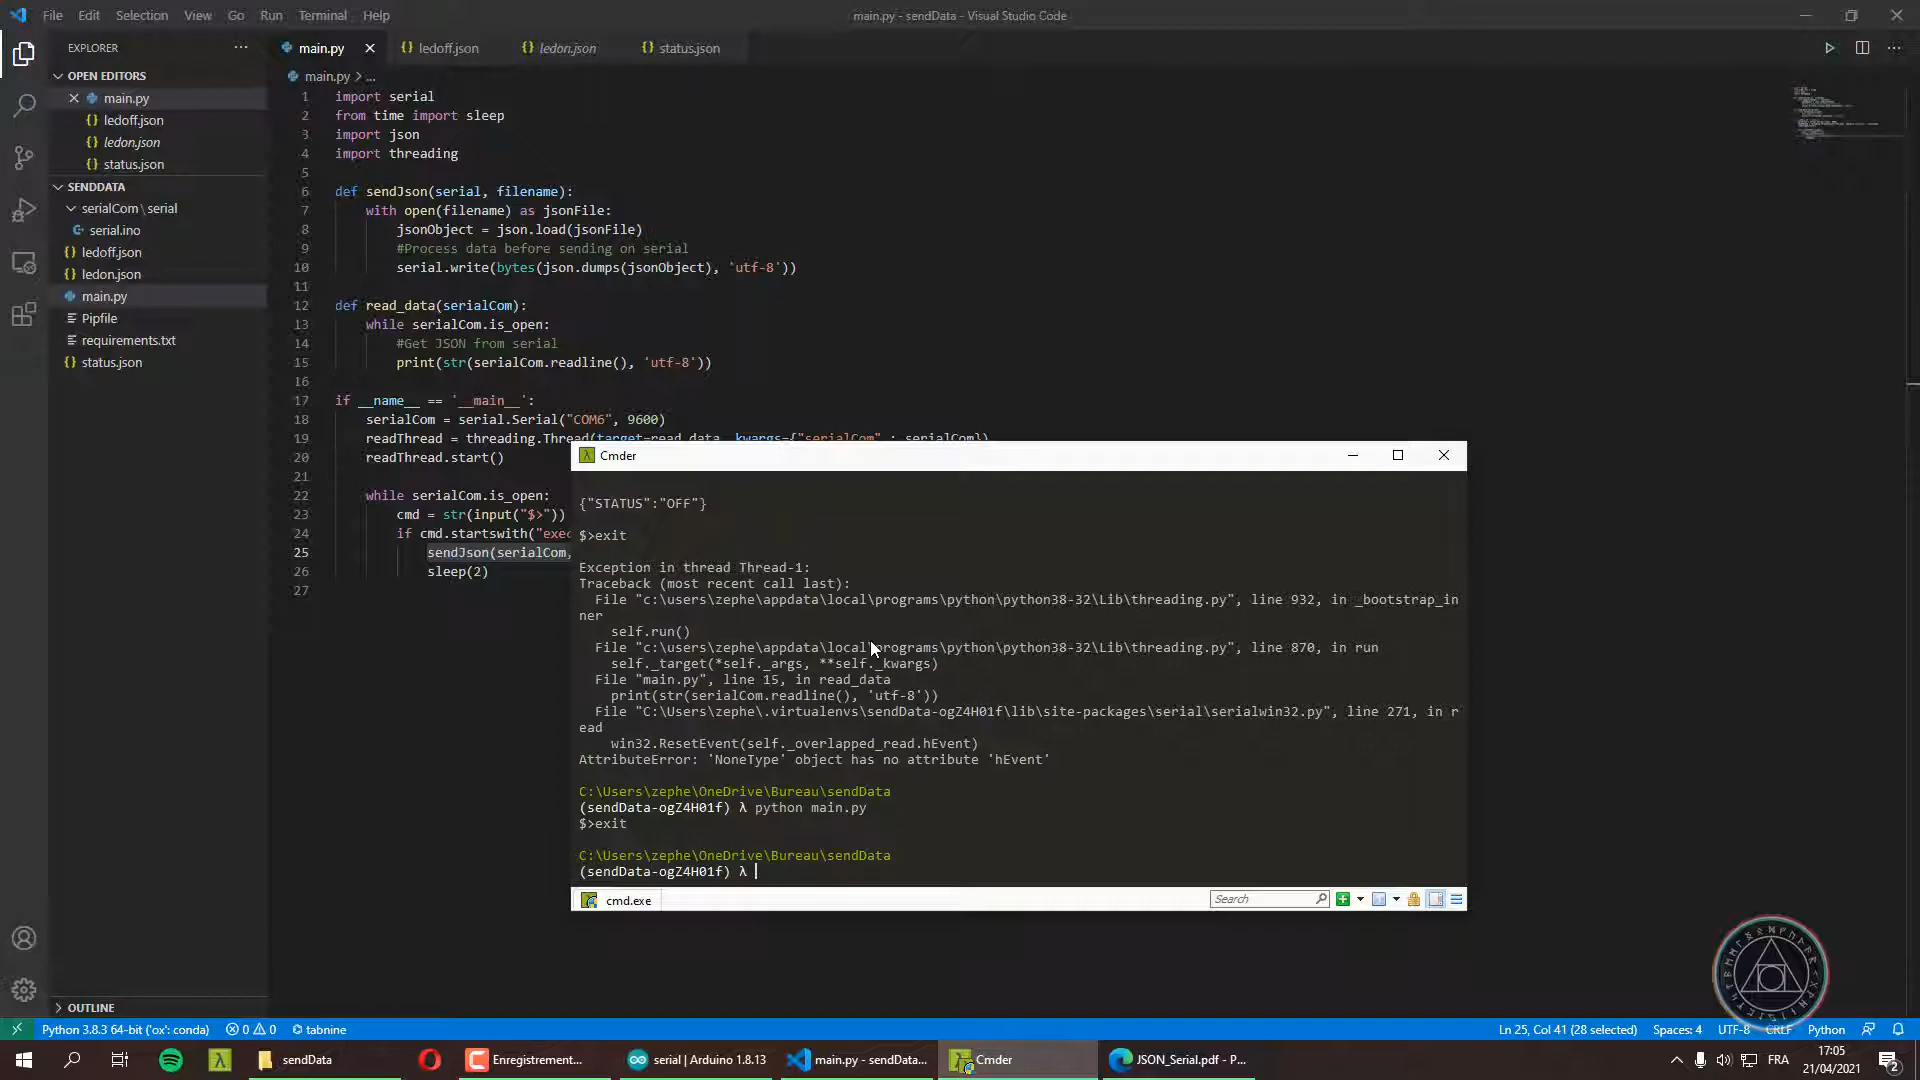 File Edit Selection View Go Run Terminal Help
main.py - sendData - Visual Studio Code
EXPLORER
main.py
ledoff.json
ledon.json
status.json
OPEN EDITORS
main.py > ...
main.py
ledoff.json
ledon.json
status.json
SENDDATA
serialCom\serial
serial.ino
ledoff.json
ledon.json
main.py
Pipfile
requirements.txt
status.json
1 import serial
2 from time import sleep
3 import json
4 import threading
5
6 def sendJson(serial, filename):
7 with open(filename) as jsonFile:
8 jsonObject = json.load(jsonFile)
9 #Process data before sending on serial
10 serial.write(bytes(json.dumps(jsonObject), 'utf-8'))
11
12 def read_data(serialCom):
13 while serialCom.is_open:
14 #Get JSON from serial
15 print(str(serialCom.readline(), 'utf-8'))
16
17 if __name__ == '__main__':
18 serialCom = serial.Serial("COM6", 9600)
19 readThread = threading.Thread(target=read_data, kwargs={"serialCom" : serialCom})
20 readThread.start()
21
22 while serialCom.is_open:
23 cmd = str(input("$>"))
24 if cmd.startswith("exec
25 sendJson(serialCom,
26 sleep(2)
27
Cmder
{"STATUS":"OFF"}
$>exit
Exception in thread Thread-1:
Traceback (most recent call last):
File "c:\users\zephe\appdata\local\programs\python\python38-32\Lib\threading.py", line 932, in _bootstrap_in
ner
self.run()
File "c:\users\zephe\appdata\local\programs\python\python38-32\Lib\threading.py", line 870, in run
self._target(*self._args, **self._kwargs)
File "main.py", line 15, in read_data
print(str(serialCom.readline(), 'utf-8'))
File "C:\Users\zephe\.virtualenvs\sendData-ogZ4H01f\lib\site-packages\serial\serialwin32.py", line 271, in r
ead
win32.ResetEvent(self._overlapped_read.hEvent)
AttributeError: 'NoneType' object has no attribute 'hEvent'
C:\Users\zephe\OneDrive\Bureau\sendData
(sendData-ogZ4H01f) λ python main.py
$>exit
C:\Users\zephe\OneDrive\Bureau\sendData
(sendData-ogZ4H01f) λ
cmd.exe
Search
OUTLINE
Python 3.8.3 64-bit ('ox': conda) 0 0 tabnine
Ln 25, Col 41 (28 selected) Spaces: 4 UTF-8 CRLF Python
sendData
Enregistrement...
serial | Arduino 1.8.13
main.py - sendData...
Cmder
JSON_Serial.pdf - P...
FRA
17:05
21/04/2021
2